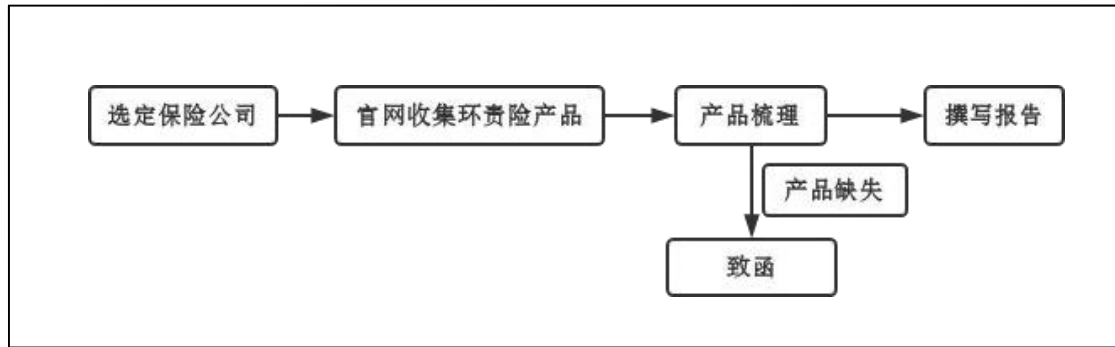 选定保险公司
官网收集环责险产品
产品梳理
撰写报告
产品缺失
致函